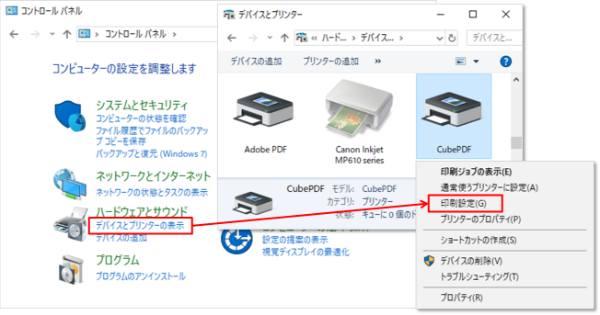 コントロール パネル
コントロール パネル
コンピューターの設定を調整します
システムとセキュリティ
コンピューターの状態を確認
ファイル履歴でファイルのバックアッ
プ コピーを保存
バックアップと復元 (Windows 7)
ネットワークとインターネット
ネットワークの状態とタスクの表示
ハードウェアとサウンド
デバイスとプリンターの表示
デバイスの追加
プログラム
プログラムのアンインストール
設定の提案の表示
視覚ディスプレイの最適化
デバイスとプリンター
« ハード... › デバイス...
デバイスとプ...
デバイスの追加 プリンターの追加 »
Adobe PDF
Canon Inkjet
MP610 series
CubePDF
CubePDF モデル: CubePDF
カテゴリ: プリンター
状態: キューに 0 個のド
印刷ジョブの表示(E)
通常使うプリンターに設定(A)
印刷設定(G)
プリンターのプロパティ(P)
ショートカットの作成(S)
デバイスの削除(V)
トラブルシューティング(T)
プロパティ(R)